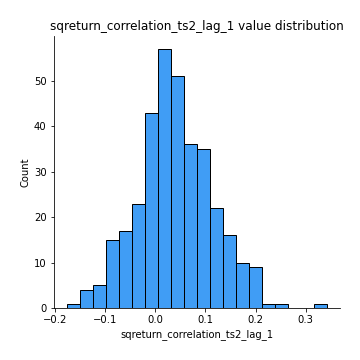 sqreturn_correlation_ts2_lag_1 value distribution
Count
50
40
30
20
10
0
−0.2 −0.1 0.0 0.1 0.2 0.3
sqreturn_correlation_ts2_lag_1